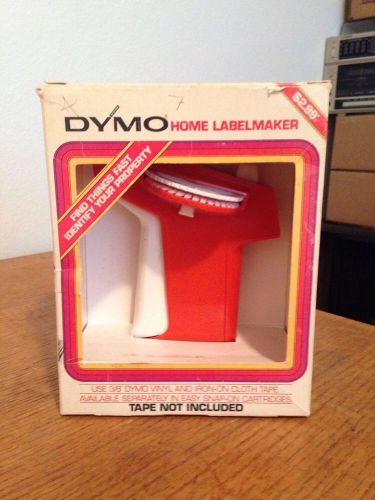 $2.99*
DYMO HOME LABELMAKER
FIND THINGS FAST
IDENTIFY YOUR PROPERTY
USE 3/8" DYMO VINYL AND IRON-ON CLOTH TAPE.
AVAILABLE SEPARATELY IN EASY SNAP-ON CARTRIDGES.
TAPE NOT INCLUDED